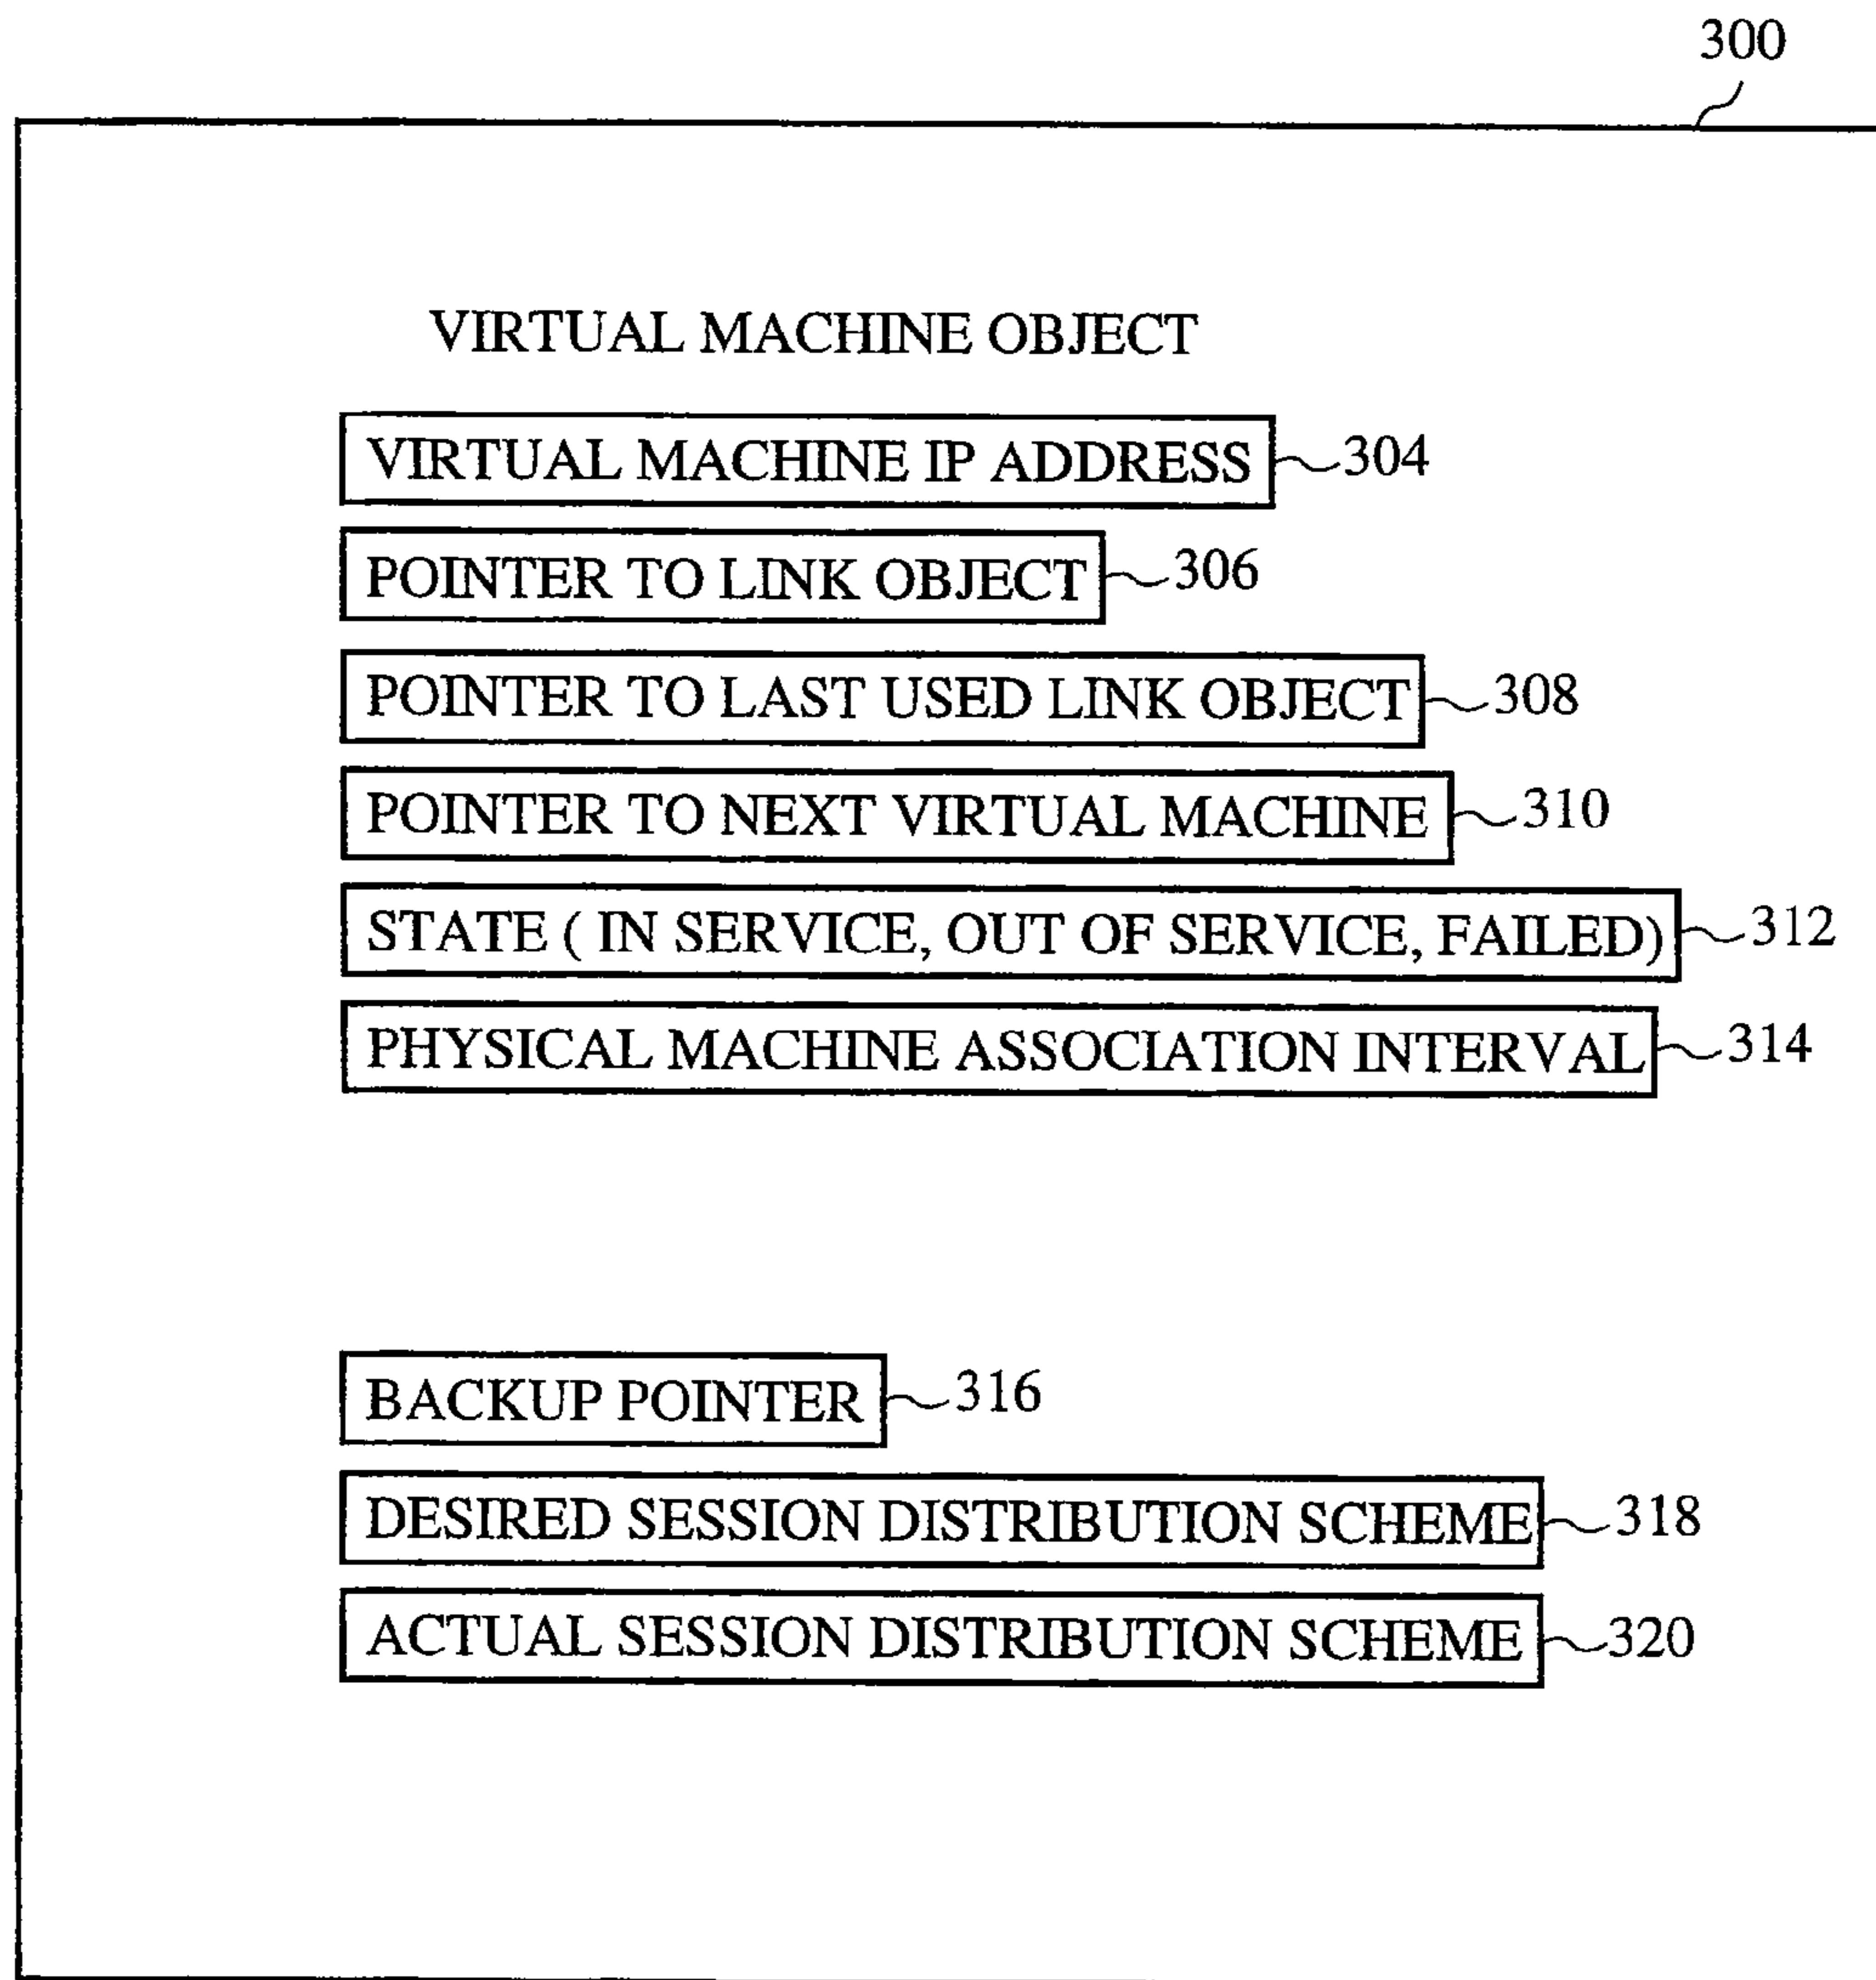 300
VIRTUAL MACHINE OBJECT
VIRTUAL MACHINE IP ADDRESS 304
POINTER TO LINK OBJECT 306
POINTER TO LAST USED LINK OBJECT 308
POINTER TO NEXT VIRTUAL MACHINE 310
STATE ( IN SERVICE, OUT OF SERVICE, FAILED) 312
PHYSICAL MACHINE ASSOCIATION INTERVAL 314
BACKUP POINTER 316
DESIRED SESSION DISTRIBUTION SCHEME 318
ACTUAL SESSION DISTRIBUTION SCHEME 320